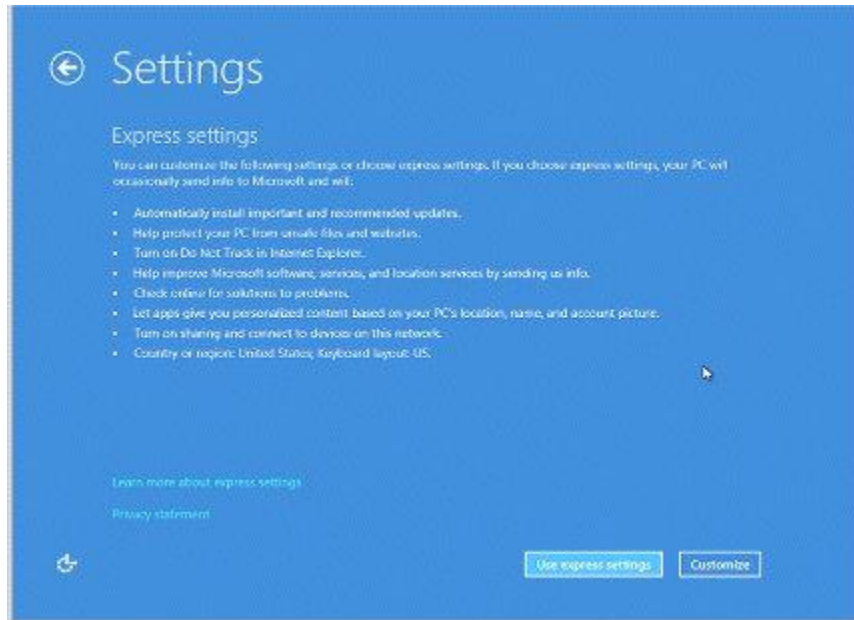 Settings
Express settings
You can customize the following settings or choose express settings. If you choose express settings, your PC will
occasionally send info to Microsoft and will:
• Automatically install important and recommended updates.
• Help protect your PC from unsafe files and websites.
• Turn on Do Not Track in Internet Explorer.
• Help improve Microsoft software, services, and location services by sending us info.
• Check online for solutions to problems.
• Let apps give you personalized content based on your PC's location, name, and account picture.
• Turn on sharing and connect to devices on this network.
• Country or region: United States; Keyboard layout: US.
Learn more about express settings
Privacy statement
Use express settings
Customize